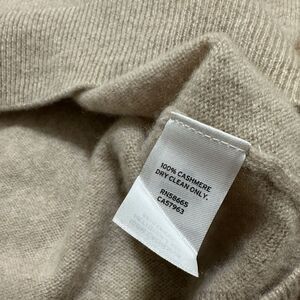 100% CASHMERE
DRY CLEAN ONLY.
RN58665
CA57963